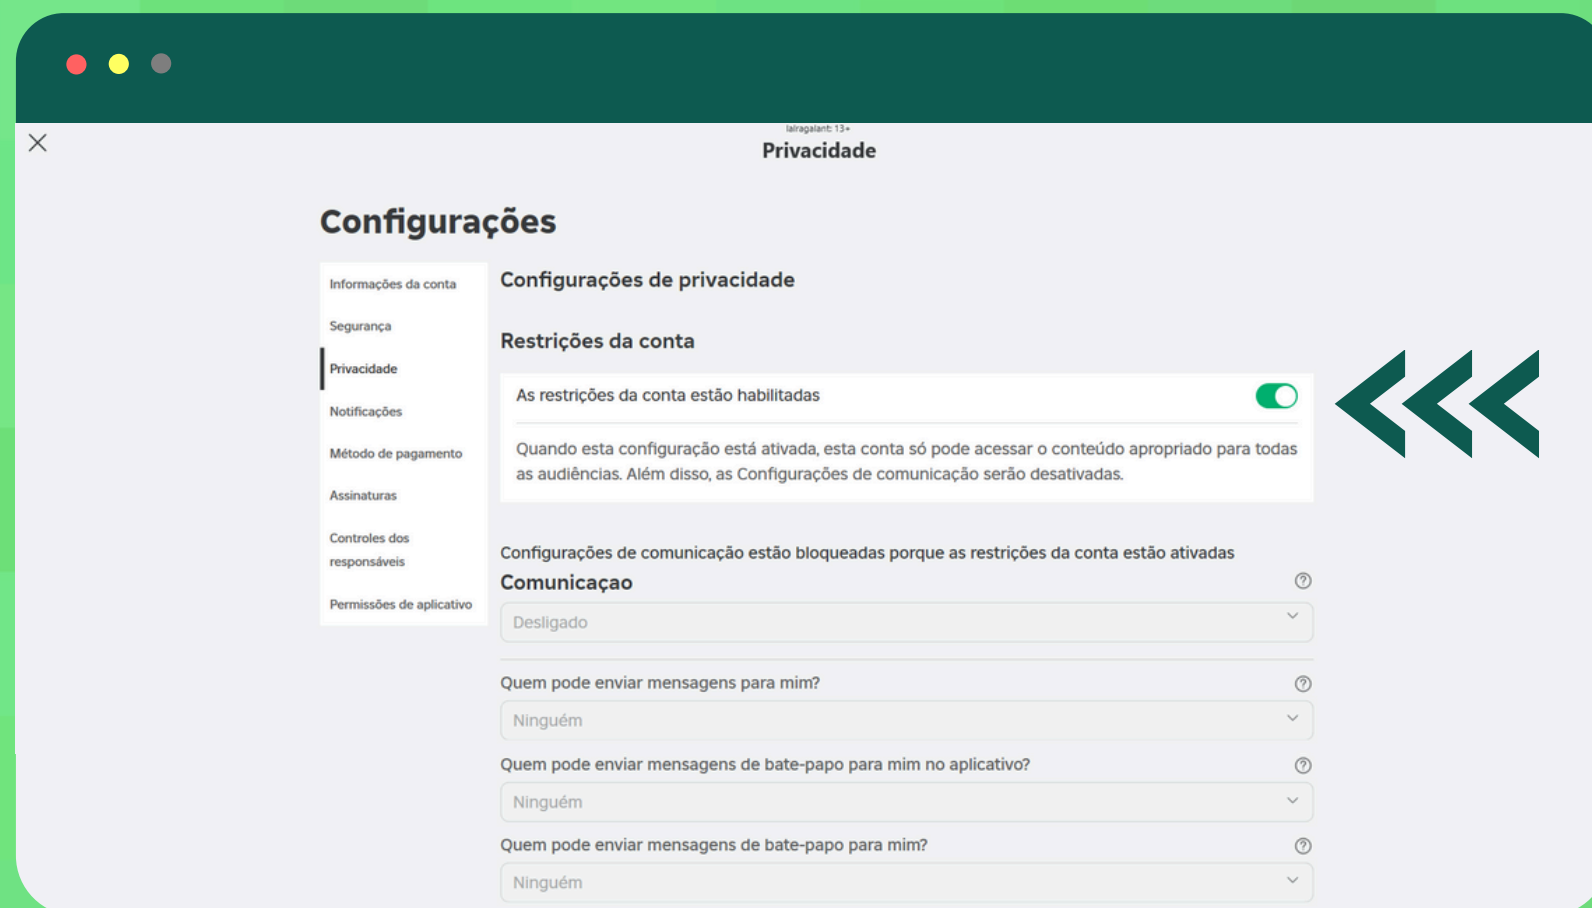 lalragalant: 13+
Privacidade
Configurações
Informações da conta
Segurança
Privacidade
Notificações
Método de pagamento
Assinaturas
Controles dos
responsáveis
Permissões de aplicativo
Configurações de privacidade
Restrições da conta
As restrições da conta estão habilitadas
Quando esta configuração está ativada, esta conta só pode acessar o conteúdo apropriado para todas
as audiências. Além disso, as Configurações de comunicação serão desativadas.
Configurações de comunicação estão bloqueadas porque as restrições da conta estão ativadas
Comunicaçao
Desligado
Quem pode enviar mensagens para mim?
Ninguém
Quem pode enviar mensagens de bate-papo para mim no aplicativo?
Ninguém
Quem pode enviar mensagens de bate-papo para mim?
Ninguém